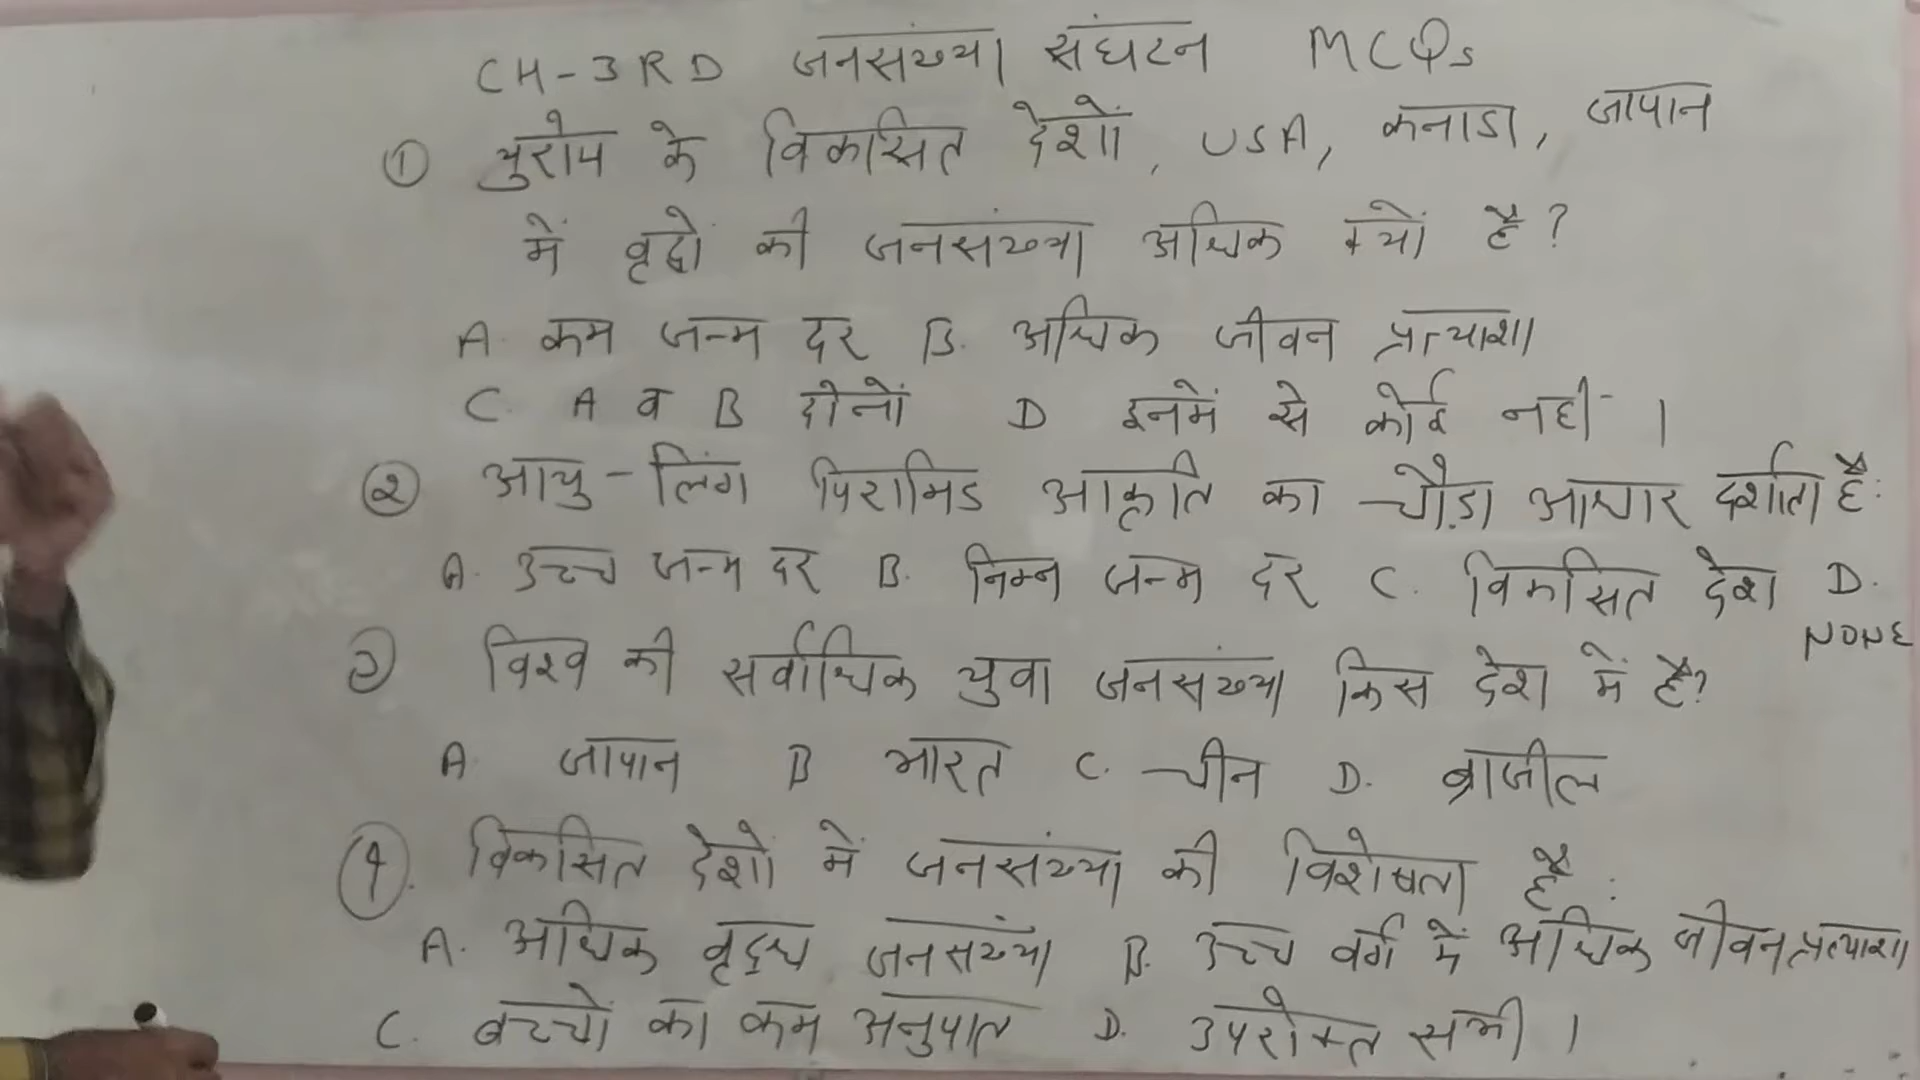 CH-3RD जनसंख्या संघटन MCQs
① युरोप के विकसित देशों, USA, कनाडा, जापान
में वृद्धों की जनसंख्या अधिक क्यों है?
A. कम जन्म दर B. अधिक जीवन प्रत्याशा
C. A व B दोनों D इनमें से कोई नहीं।
② आयु-लिंग पिरामिड आकृति का चौड़ा आधार दर्शाता है:
A. उच्च जन्म दर B. निम्न जन्म दर C. विकसित देश D.
NONE
③ विश्व की सर्वाधिक युवा जनसंख्या किस देश में है?
A. जापान B भारत C. चीन D. ब्राजील
④. विकसित देशों में जनसंख्या की विशेषता है:
A. अधिक वृद्ध जनसंख्या B. उच्च वर्ग में अधिक जीवन प्रत्याशा
C. बच्चों का कम अनुपात D. उपरोक्त सभी।